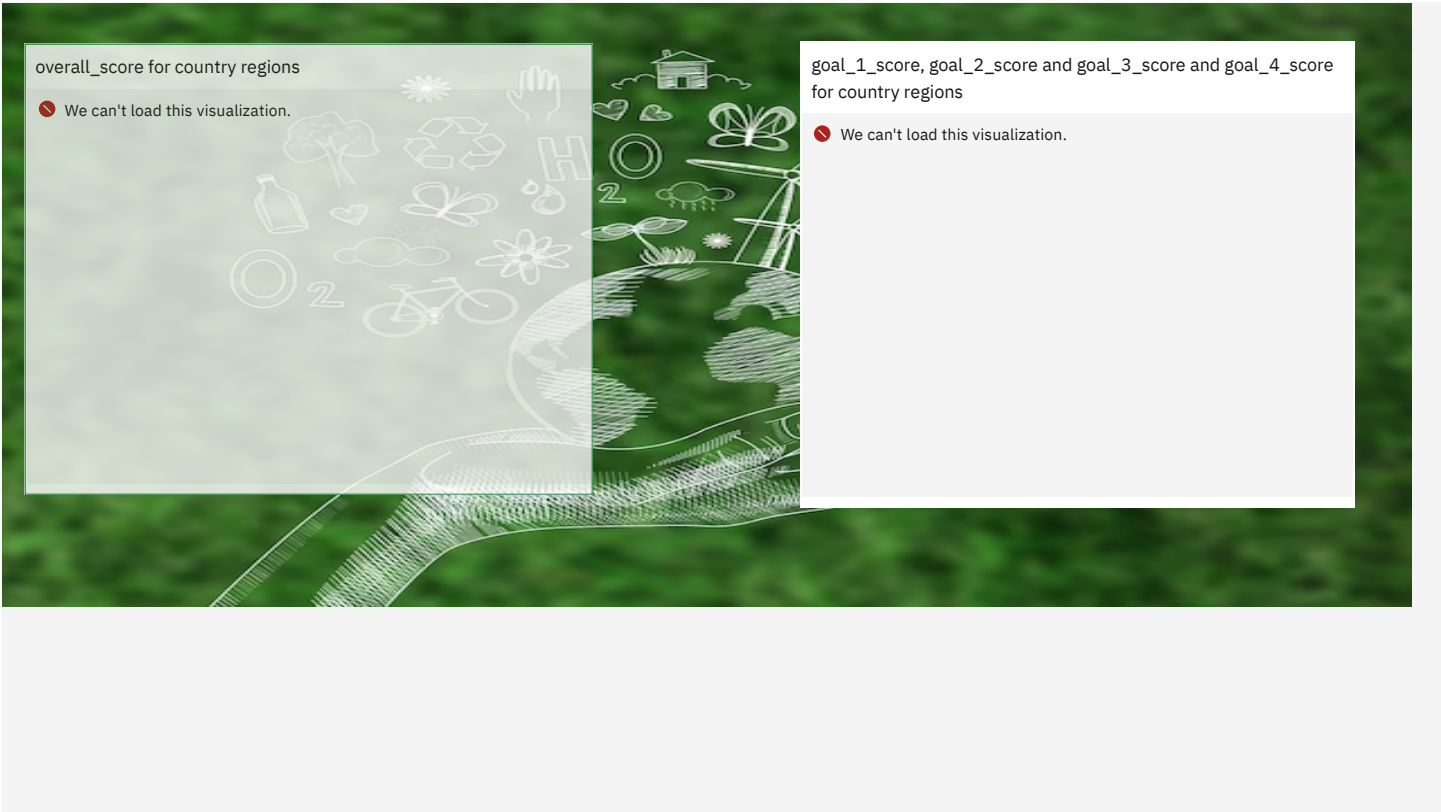 overall_score for country regions
We can't load this visualization.
goal_1_score, goal_2_score and goal_3_score and goal_4_score
for country regions
We can't load this visualization.
H O
2
O
2